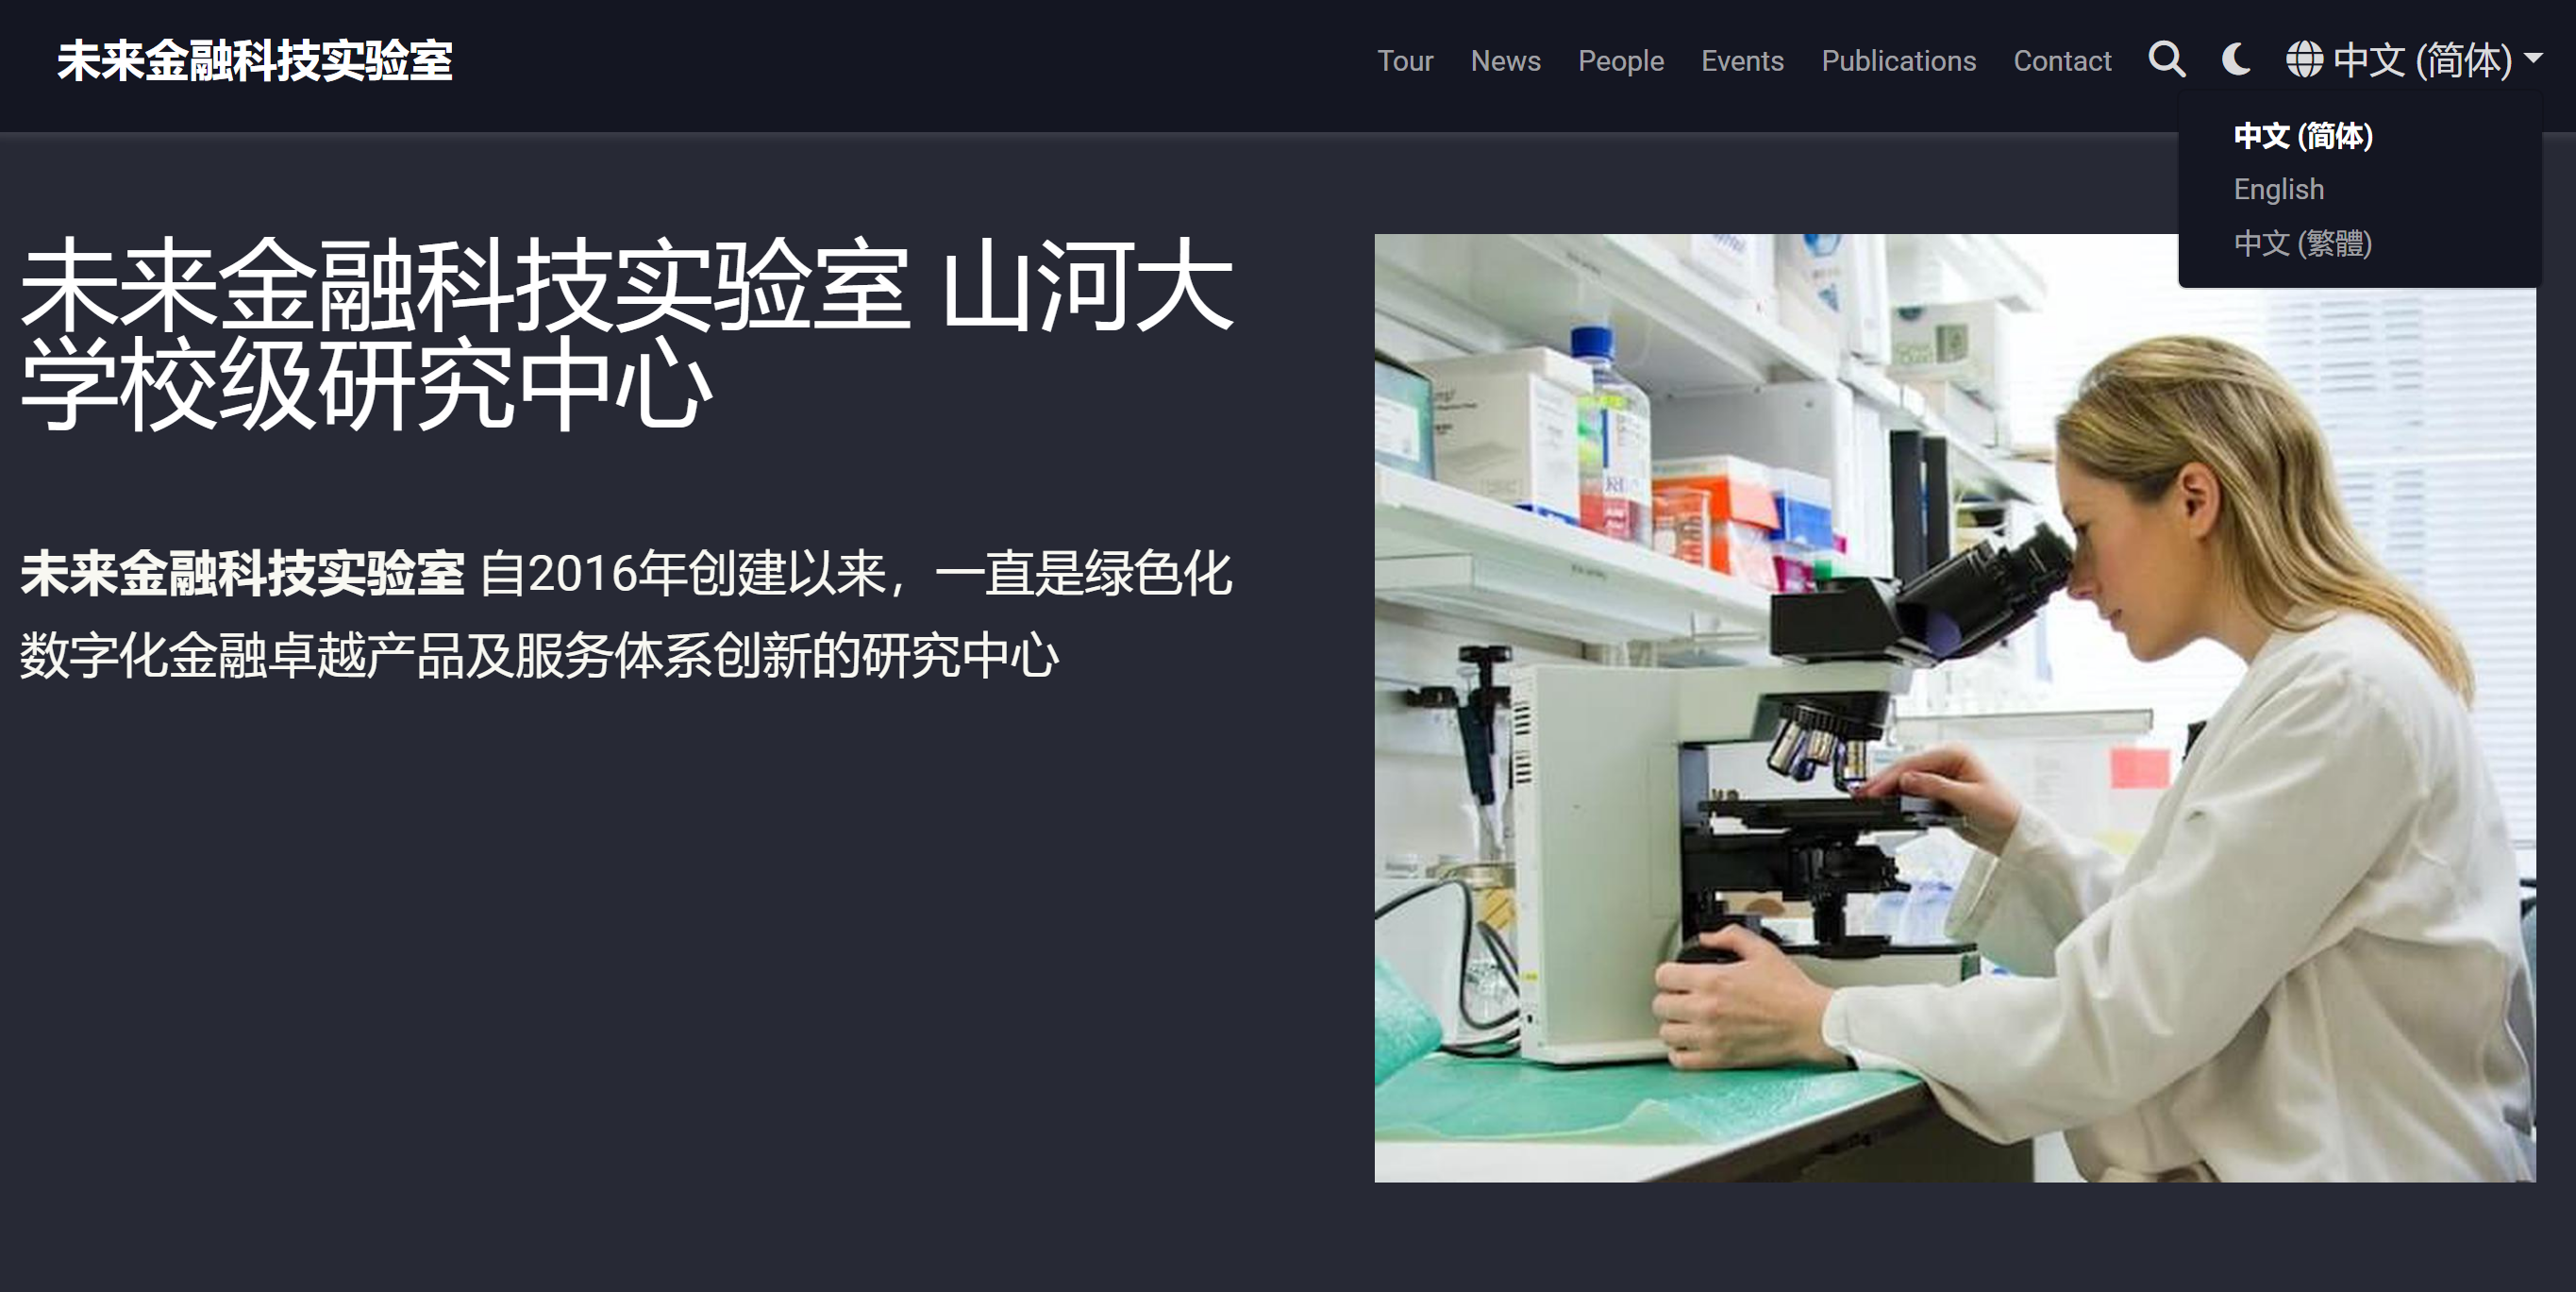 未来金融科技实验室
Tour News People Events Publications Contact 中文 (简体)
中文 (简体)
English
中文 (繁體)
未来金融科技实验室 山河大
学校级研究中心
未来金融科技实验室 自2016年创建以来，一直是绿色化
数字化金融卓越产品及服务体系创新的研究中心